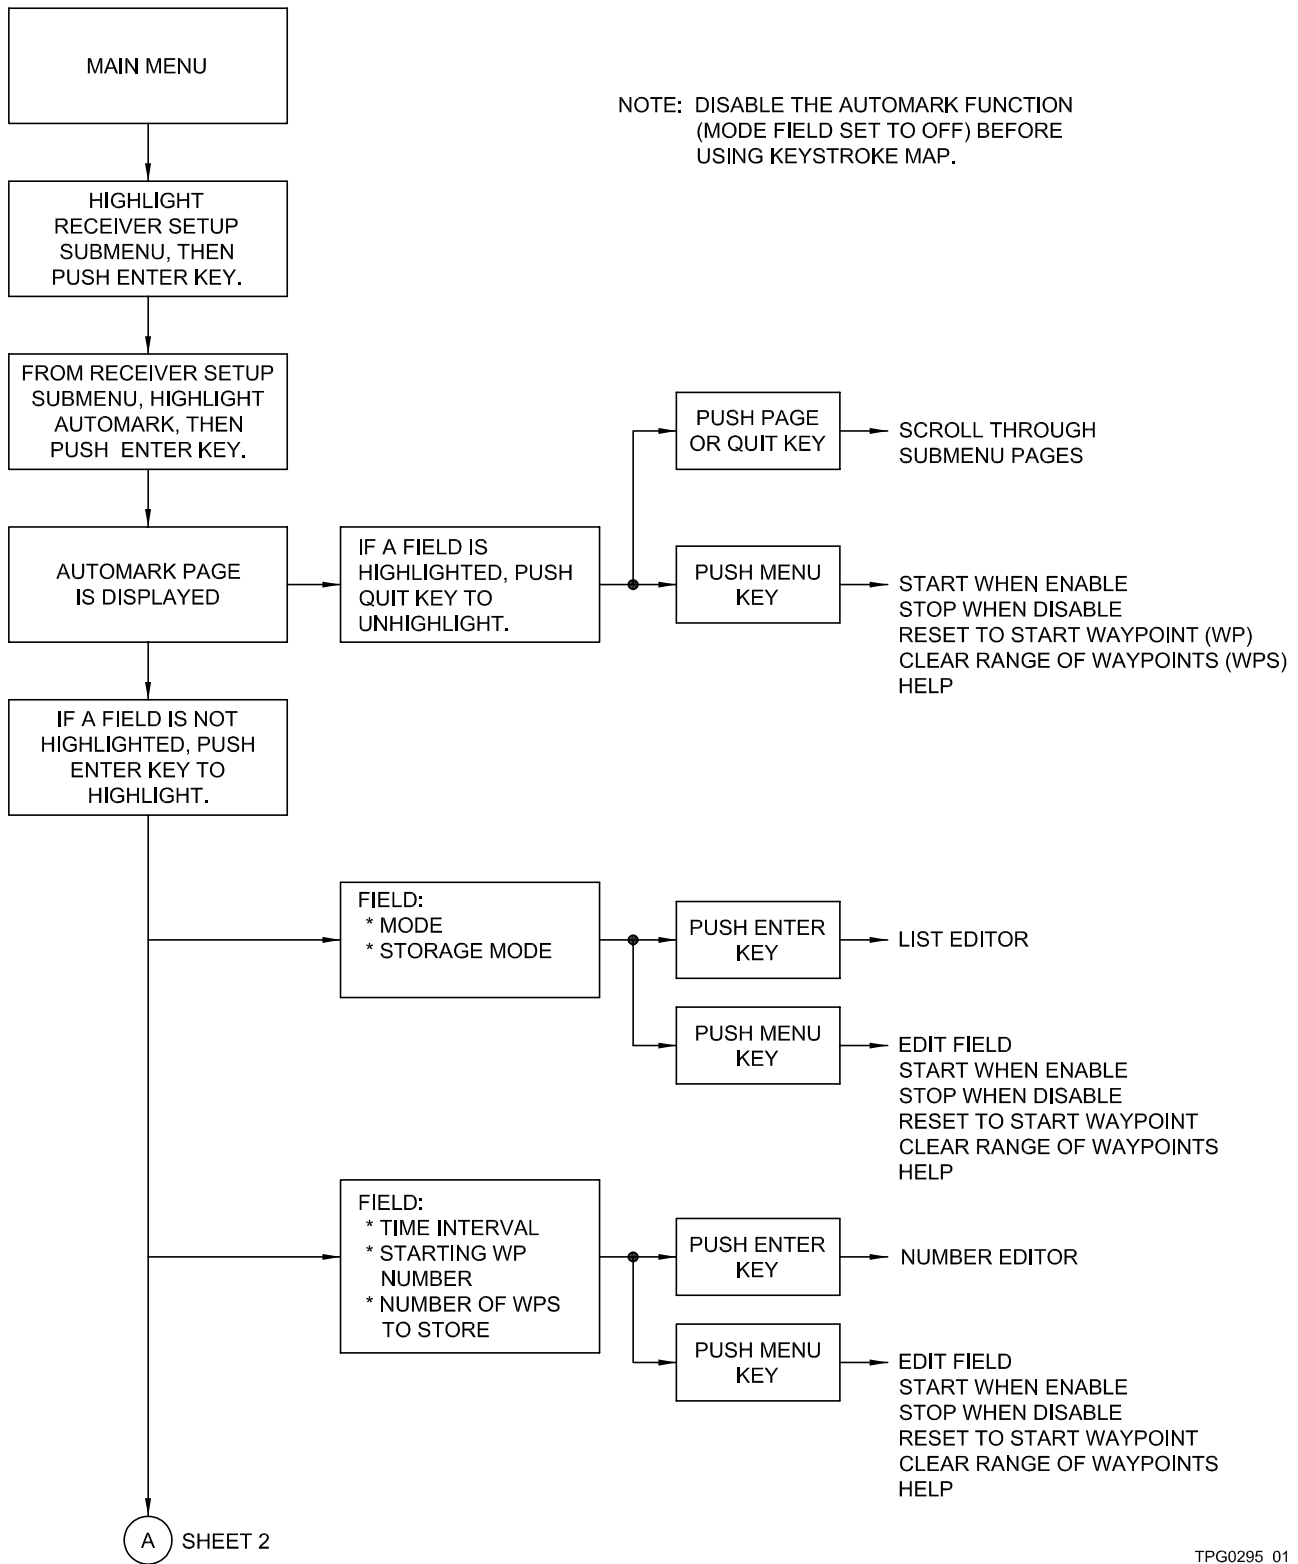 MAIN MENU
NOTE: DISABLE THE AUTOMARK FUNCTION
(MODE FIELD SET TO OFF) BEFORE
USING KEYSTROKE MAP.
HIGHLIGHT
RECEIVER SETUP
SUBMENU, THEN
PUSH ENTER KEY.
FROM RECEIVER SETUP
SUBMENU, HIGHLIGHT
AUTOMARK, THEN
PUSH ENTER KEY.
PUSH PAGE
OR QUIT KEY
SCROLL THROUGH
SUBMENU PAGES
AUTOMARK PAGE
IS DISPLAYED
IF A FIELD IS
HIGHLIGHTED, PUSH
QUIT KEY TO
UNHIGHLIGHT.
PUSH MENU
KEY
START WHEN ENABLE
STOP WHEN DISABLE
RESET TO START WAYPOINT (WP)
CLEAR RANGE OF WAYPOINTS (WPS)
HELP
IF A FIELD IS NOT
HIGHLIGHTED, PUSH
ENTER KEY TO
HIGHLIGHT.
FIELD:
* MODE
* STORAGE MODE
PUSH ENTER
KEY
LIST EDITOR
PUSH MENU
KEY
EDIT FIELD
START WHEN ENABLE
STOP WHEN DISABLE
RESET TO START WAYPOINT
CLEAR RANGE OF WAYPOINTS
HELP
FIELD:
* TIME INTERVAL
* STARTING WP
NUMBER
* NUMBER OF WPS
TO STORE
PUSH ENTER
KEY
NUMBER EDITOR
PUSH MENU
KEY
EDIT FIELD
START WHEN ENABLE
STOP WHEN DISABLE
RESET TO START WAYPOINT
CLEAR RANGE OF WAYPOINTS
HELP
A SHEET 2
TPG0295_01